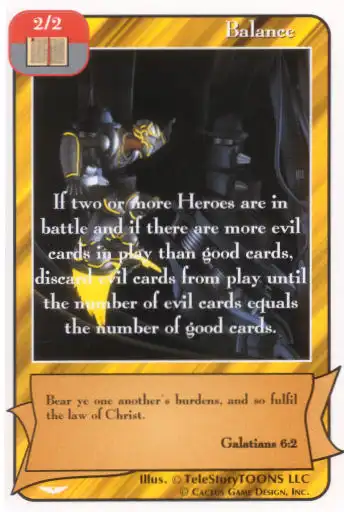 2/2
Balance
If two or more Heroes are in
battle and if there are more evil
cards in play than good cards,
discard evil cards from play until
the number of evil cards equals
the number of good cards.
Bear ye one another's burdens, and so fulfil
the law of Christ.
Galatians 6:2
Illus. © TeleStoryTOONS LLC
© Cactus Game Design, Inc.